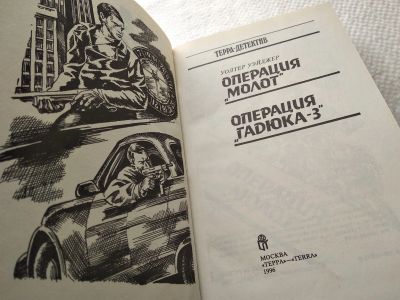 ТЕРРА-ДЕТЕКТИВ
УОЛТЕР УЭЙДЖЕР
ОПЕРАЦИЯ
„МОЛОТ”
ОПЕРАЦИЯ
„ГАДЮКА-3”
МОСКВА
«ТЕРРА»—«TERRA»
1996